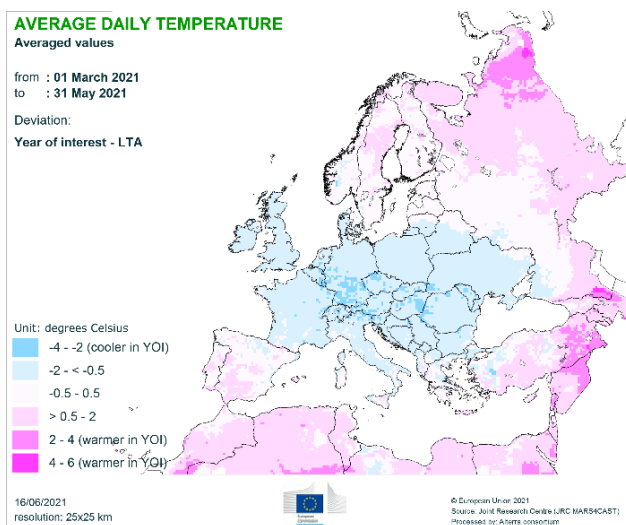 AVERAGE DAILY TEMPERATURE
Averaged values
from : 01 March 2021
to : 31 May 2021
Deviation:
Year of interest - LTA
Unit: degrees Celsius
-4 - -2 (cooler in YOI)
-2 - < -0.5
-0.5 - 0.5
> 0.5 - 2
2 - 4 (warmer in YOI)
4 - 6 (warmer in YOI)
16/06/2021
resolution: 25x25 km
European
Commission
© European Union 2021
Source: Joint Research Centre (JRC MARS4CAST)
Processed by: Alterra consortium